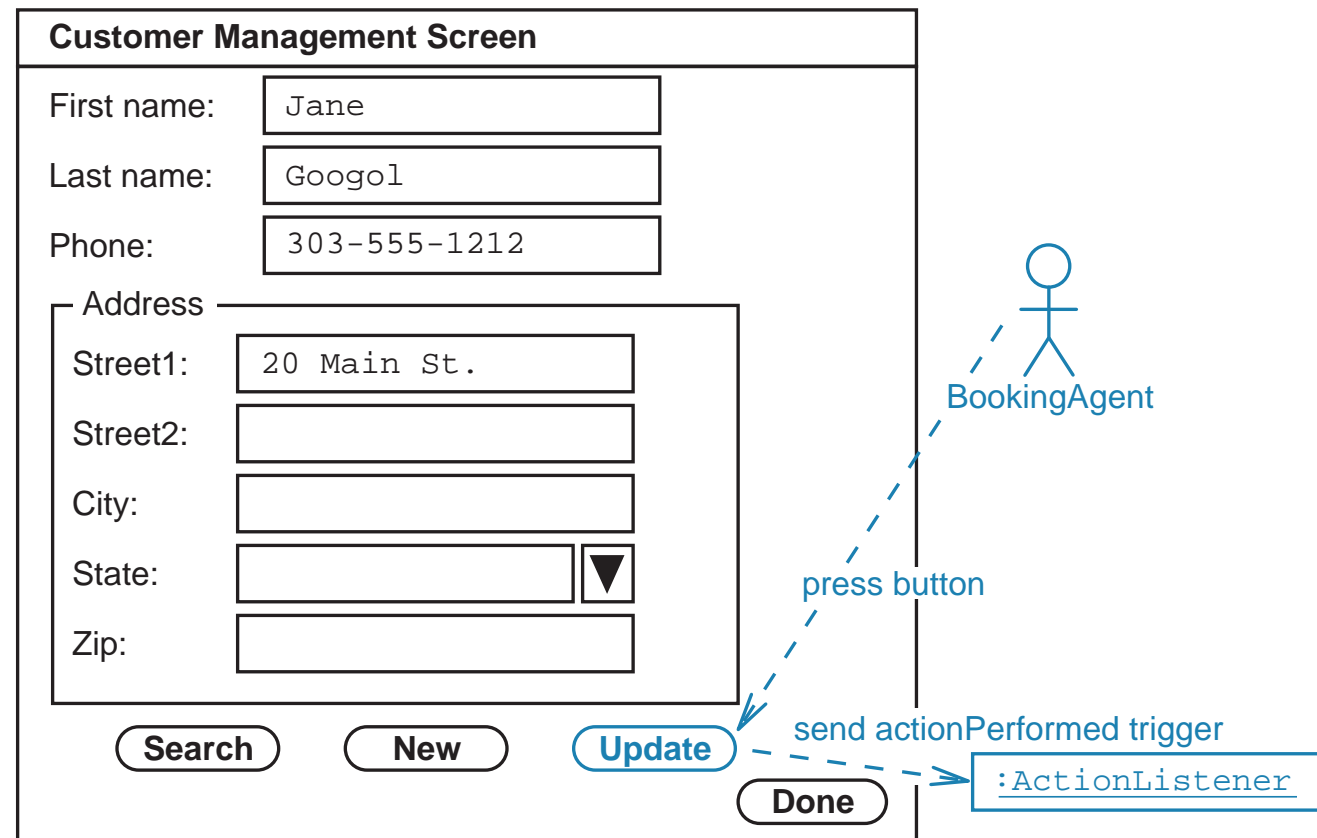 Customer Management Screen
First name: Jane
Last name: Googol
Phone: 303-555-1212
Address
Street1: 20 Main St.
Street2:
City:
State:
Zip:
BookingAgent
press button
Search New Update
send actionPerformed trigger
:ActionListener
Done